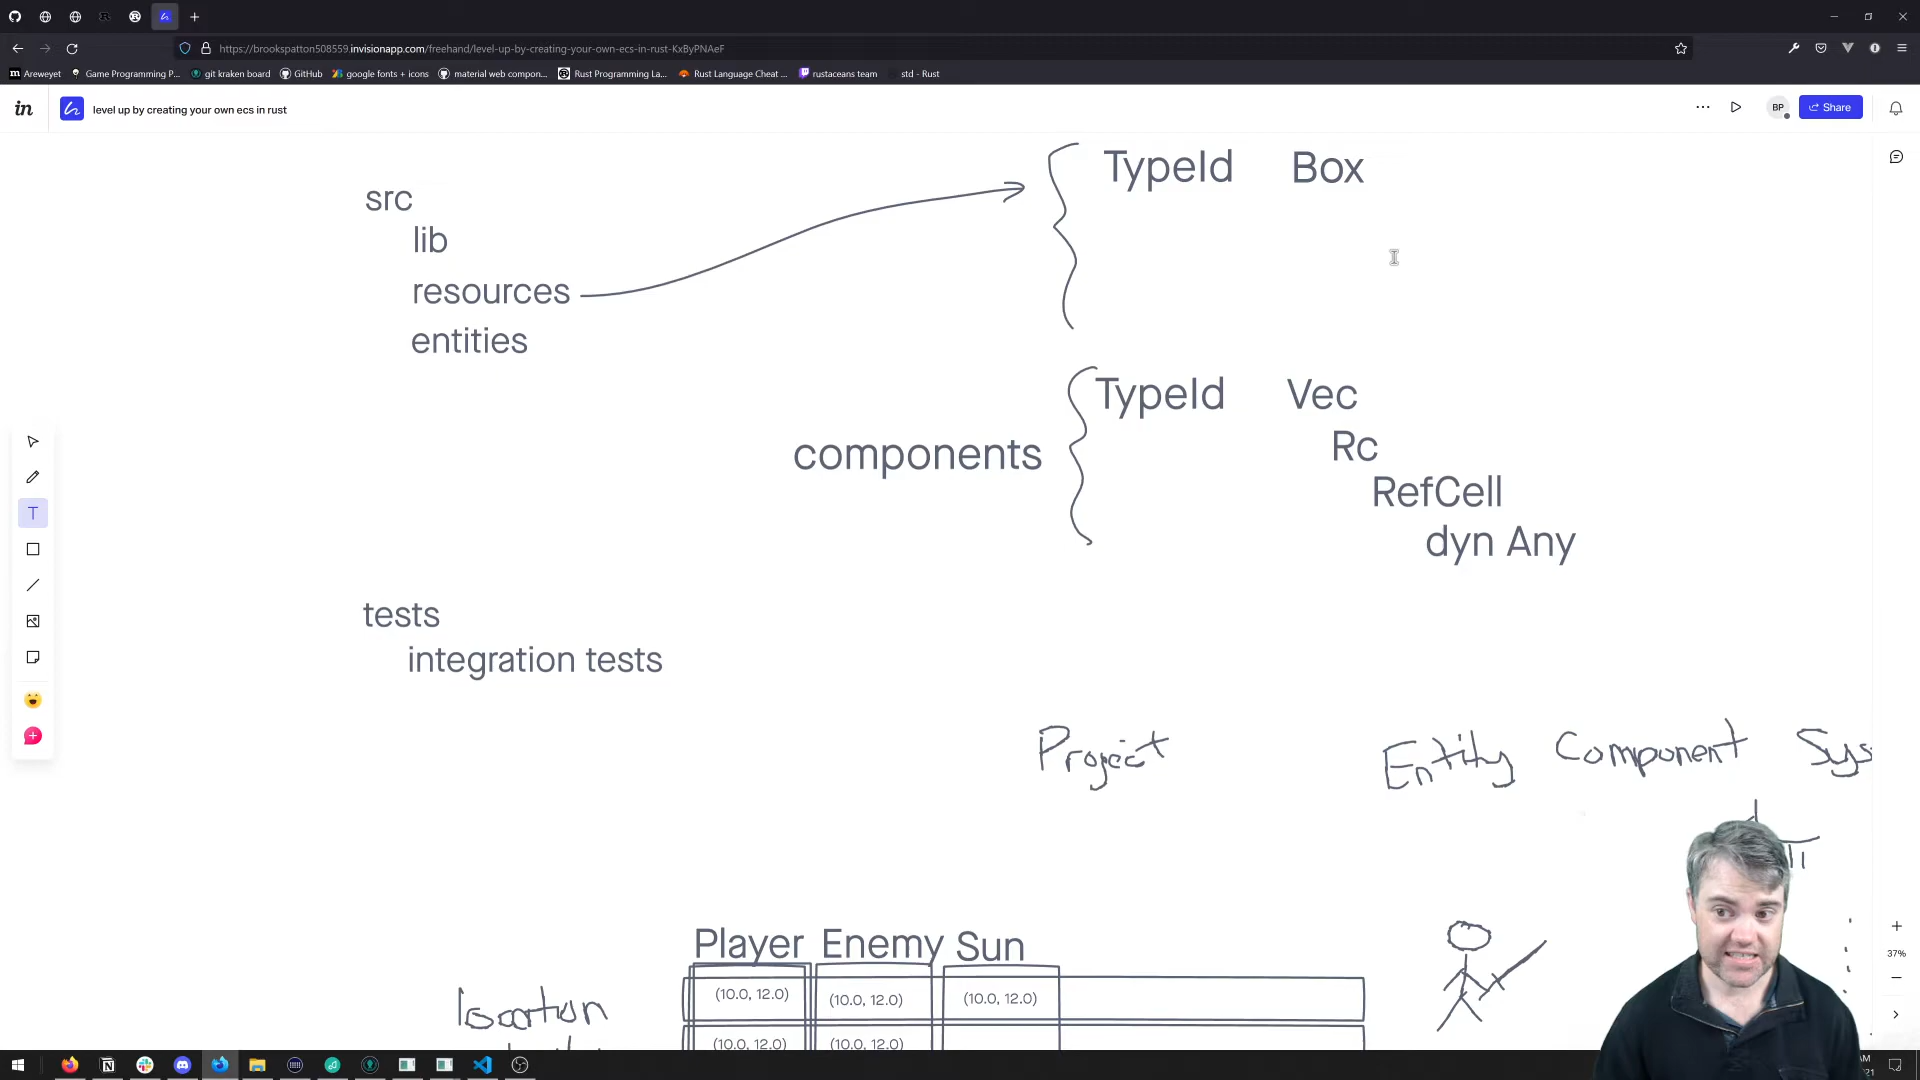 https://brookspatton508559.invisionapp.com/freehand/level-up-by-creating-your-own-ecs-in-rust-KxByPNAeF
Areweyet
Game Programming P...
git kraken board
GitHub
google fonts + icons
material web compon...
Rust Programming La...
Rust Language Cheat ...
rustaceans team
std - Rust
in
level up by creating your own ecs in rust
BP
Share
src
lib
resources
entities
TypeId Box
components
TypeId Vec
Rc
RefCell
dyn Any
tests
integration tests
T
Project
Entity Component Sys
Player Enemy Sun
location
(10.0, 12.0)
(10.0, 12.0)
(10.0, 12.0)
(10.0, 12.0)
(10.0, 12.0)
37%